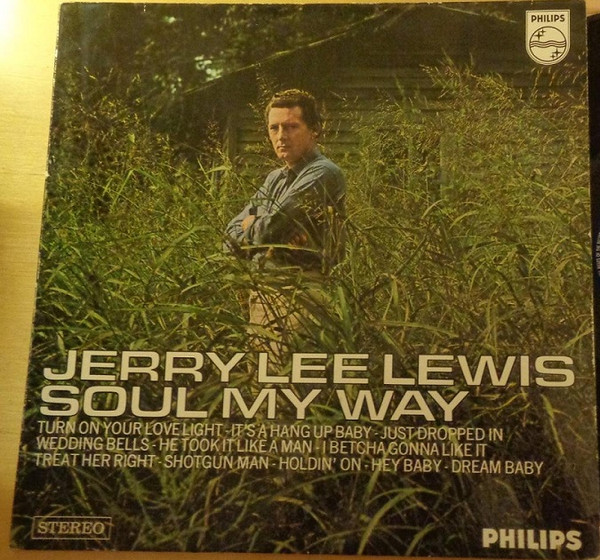 PHILIPS
JERRY LEE LEWIS
SOUL MY WAY
TURN ON YOUR LOVE LIGHT - IT'S A HANG UP BABY - JUST DROPPED IN
WEDDING BELLS - HE TOOK IT LIKE A MAN - I BETCHA GONNA LIKE IT
TREAT HER RIGHT - SHOTGUN MAN - HOLDIN' ON - HEY BABY - DREAM BABY
STEREO
PHILIPS